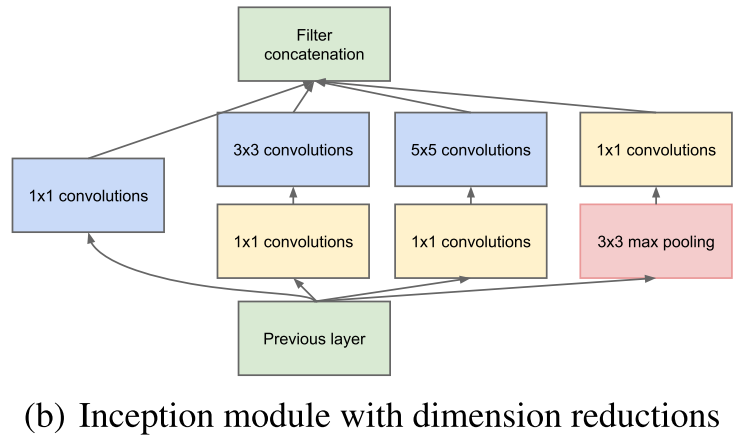 Filter
concatenation
3x3 convolutions
5x5 convolutions
1x1 convolutions
1x1 convolutions
1x1 convolutions
1x1 convolutions
3x3 max pooling
Previous layer
(b) Inception module with dimension reductions